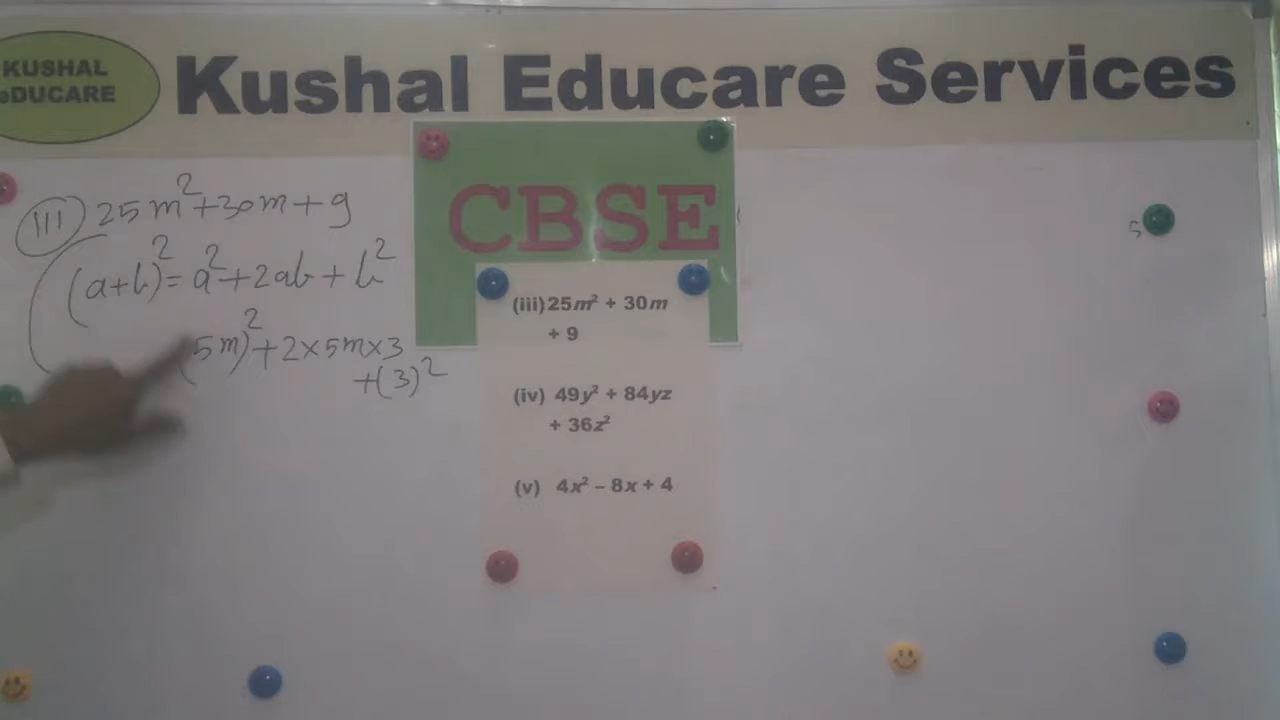 KUSHAL
eDUCARE
Kushal Educare Services
CBSE
(III) 25m²+30m+9
(a+b)²=a²+2ab+b²
(5m)²+2×5m×3
+(3)²
(iii) 25m² + 30m
+ 9
(iv) 49y² + 84yz
+ 36z²
(v) 4x² – 8x + 4